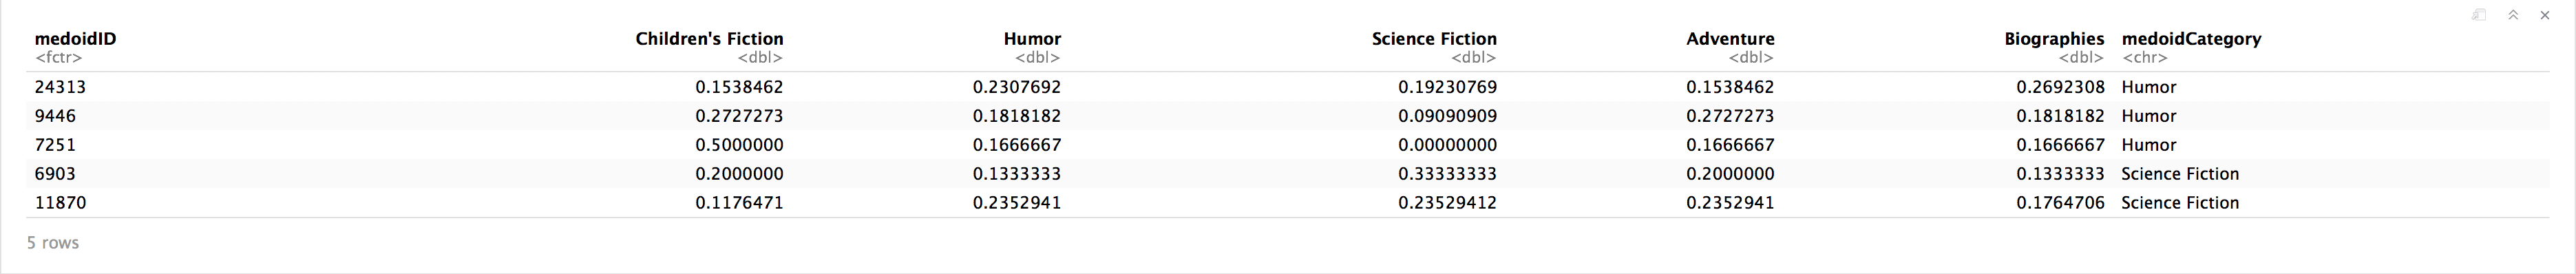 medoidID Children's Fiction Humor Science Fiction Adventure Biographies medoidCategory
<fctr> <dbl> <dbl> <dbl> <dbl> <dbl> <chr>
24313 0.1538462 0.2307692 0.19230769 0.1538462 0.2692308 Humor
9446 0.2727273 0.1818182 0.09090909 0.2727273 0.1818182 Humor
7251 0.5000000 0.1666667 0.00000000 0.1666667 0.1666667 Humor
6903 0.2000000 0.1333333 0.33333333 0.2000000 0.1333333 Science Fiction
11870 0.1176471 0.2352941 0.23529412 0.2352941 0.1764706 Science Fiction
5 rows